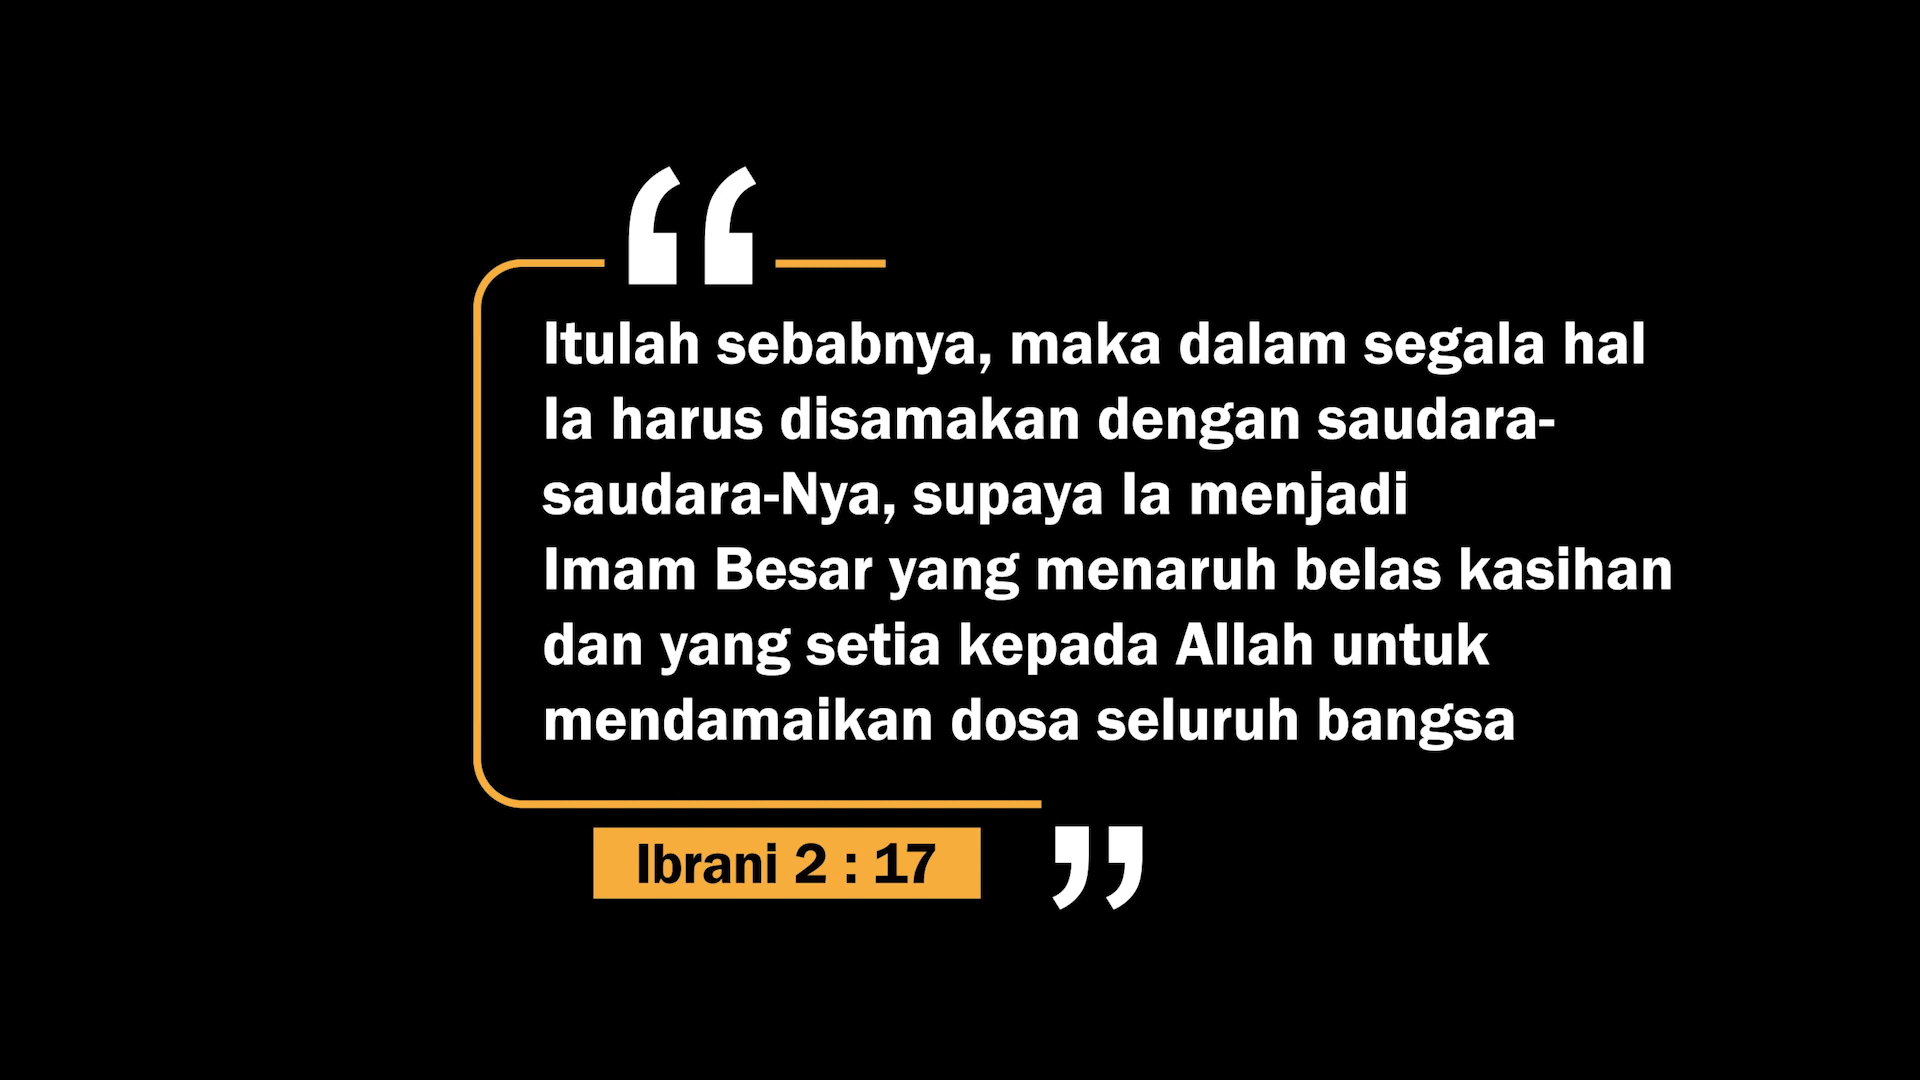 “
Itulah sebabnya, maka dalam segala hal
Ia harus disamakan dengan saudara-
saudara-Nya, supaya Ia menjadi
Imam Besar yang menaruh belas kasihan
dan yang setia kepada Allah untuk
mendamaikan dosa seluruh bangsa
Ibrani 2 : 17
”